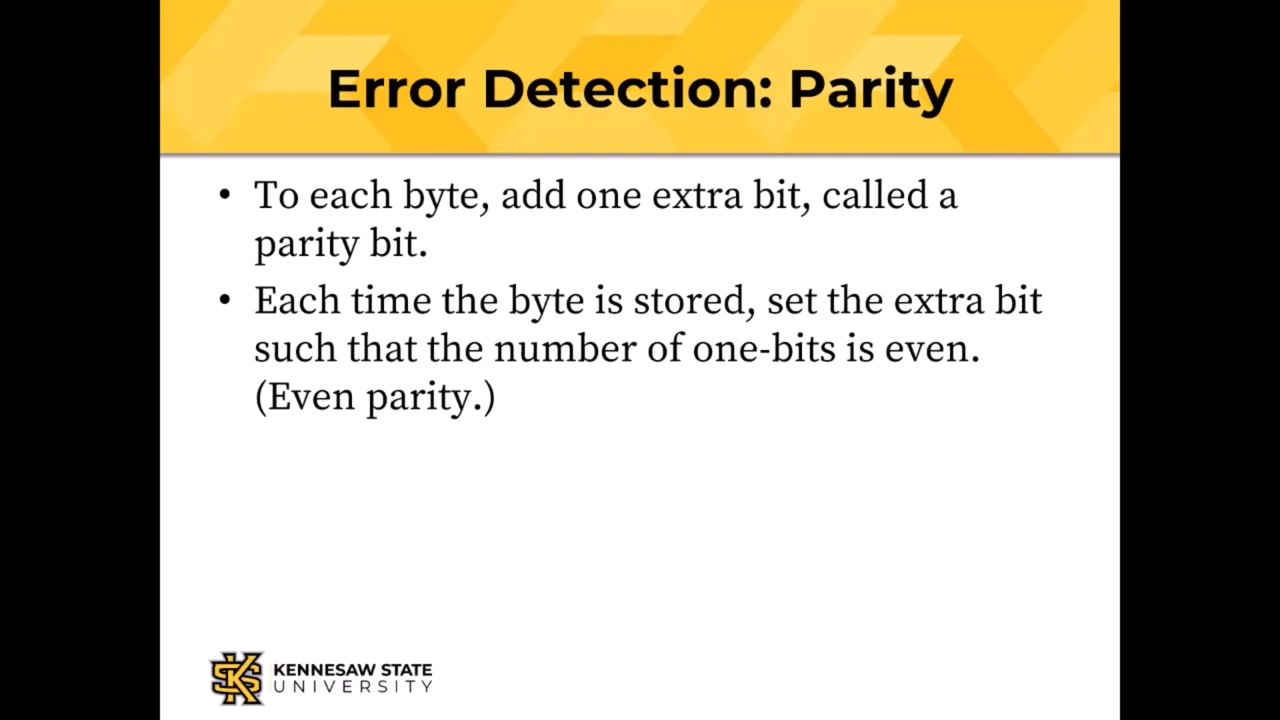 Error Detection: Parity
• To each byte, add one extra bit, called a
parity bit.
• Each time the byte is stored, set the extra bit
such that the number of one-bits is even.
(Even parity.)
KENNESAW STATE
UNIVERSITY